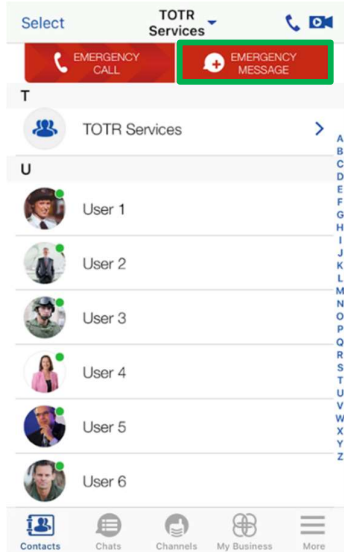 Select
TOTR
Services
EMERGENCY
CALL
EMERGENCY
MESSAGE
T
TOTR Services
U
User 1
User 2
User 3
User 4
User 5
User 6
A
B
C
D
E
F
G
H
I
J
K
L
M
N
O
P
Q
R
S
T
U
V
W
X
Y
Z
Contacts
Chats
Channels
My Business
More